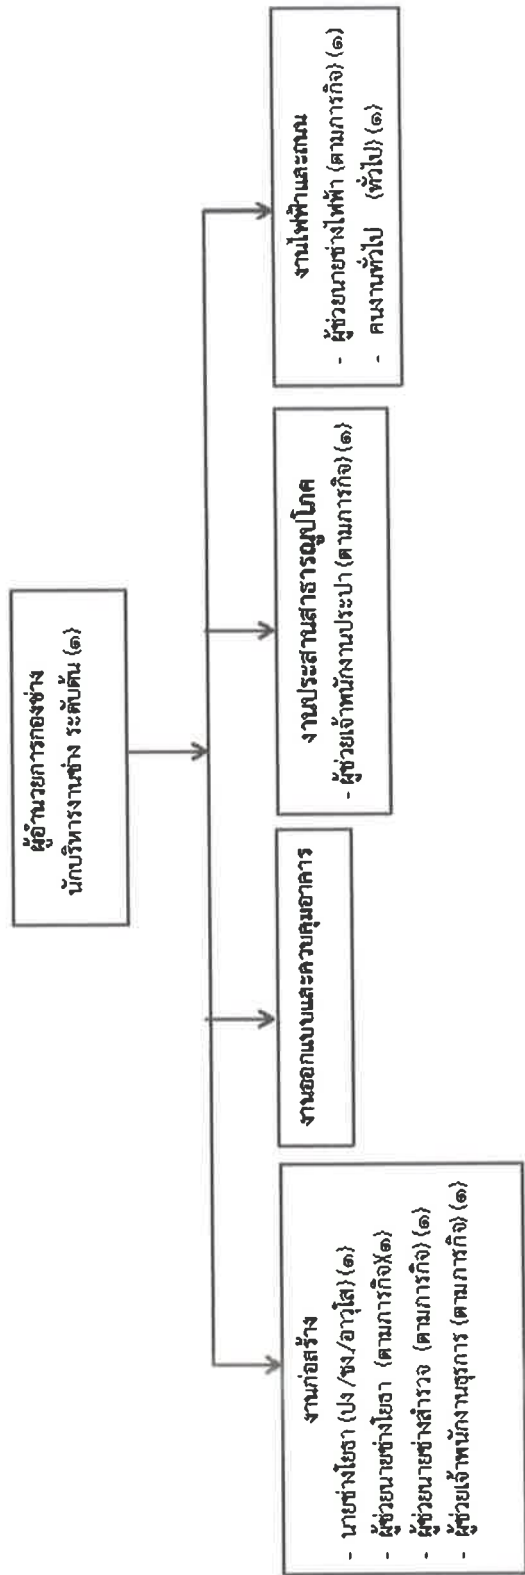 ผู้อำนวยการกองช่าง
นักบริหารงานช่าง ระดับต้น (๑)
งานก่อสร้าง
- นายช่างโยธา (ปง/ชง./อาวุโส) (๑)
- ผู้ช่วยนายช่างโยธา (ตามภารกิจ)(๑)
- ผู้ช่วยนายช่างสำรวจ (ตามภารกิจ) (๑)
- ผู้ช่วยเจ้าพนักงานธุรการ (ตามภารกิจ) (๑)
งานออกแบบและควบคุมอาคาร
งานประสานสาธารณูปโภค
- ผู้ช่วยเจ้าพนักงานประปา (ตามภารกิจ) (๑)
งานไฟฟ้าและถนน
- ผู้ช่วยนายช่างไฟฟ้า (ตามภารกิจ) (๑)
- คนงานทั่วไป (ทั่วไป) (๑)